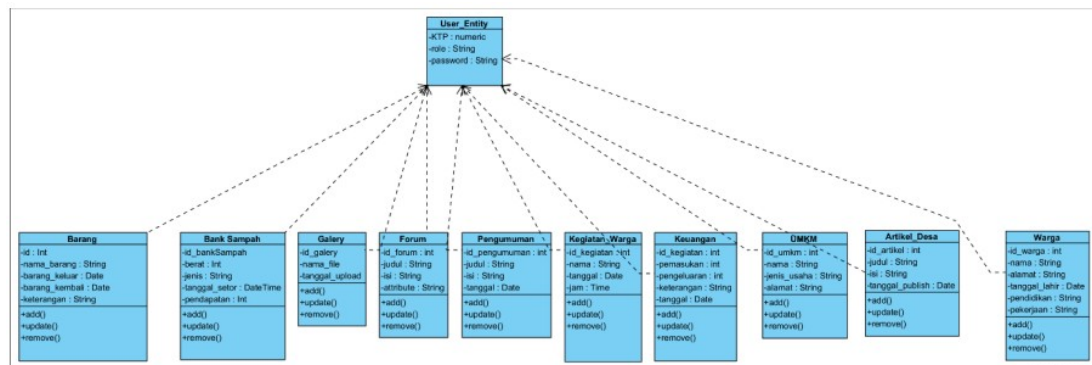 User_Entity
-KTP : numeric
-role : String
-password : String
Barang
-id : Int
-nama_barang : String
-barang_keluar : Date
-barang_kembali : Date
-keterangan : String
+add()
+update()
+remove()
Bank Sampah
-id_bankSampah
-berat : Int
-jenis : String
-tanggal_setor : DateTime
-pendapatan : Int
+add()
+update()
+remove()
Galery
-id_galery
-nama_file
-tanggal_upload
+add()
+update()
+remove()
Forum
-id_forum : int
-judul : String
-isi : String
-attribute : String
+add()
+update()
+remove()
Pengumuman
-id_pengumuman : int
-judul : String
-isi : String
-tanggal : Date
+add()
+update()
+remove()
Kegiatan_Warga
-id_kegiatan : int
-nama : String
-tanggal : Date
-jam : Time
+add()
+update()
+remove()
Keuangan
-id_kegiatan : int
-pemasukan : int
-pengeluaran : int
-keterangan : String
-tanggal : Date
+add()
+update()
+remove()
UMKM
-id_umkm : int
-nama : String
-jenis_usaha : String
-alamat : String
+add()
+update()
+remove()
Artikel_Desa
-id_artikel : int
-judul : String
-isi : String
-tanggal_publish : Date
+add()
+update()
+remove()
Warga
-id_warga : int
-nama : String
-alamat : String
-tanggal_lahir : Date
-pendidikan : String
-pekerjaan : String
+add()
+update()
+remove()